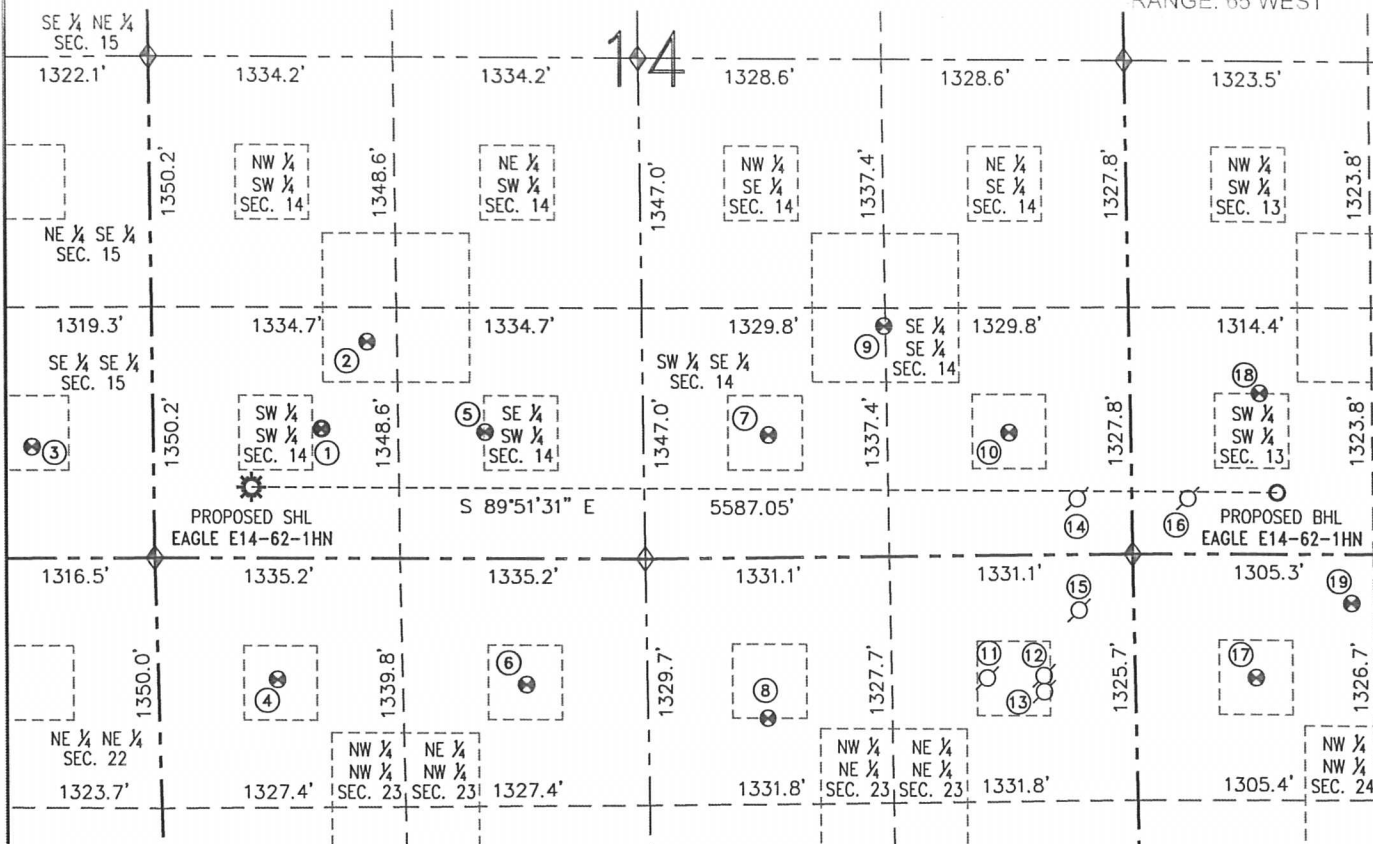 RANGE: 65 WEST
SE ¼ NE ¼
SEC. 15
14
1322.1'
1334.2'
1334.2'
1328.6'
1328.6'
1323.5'
1350.2'
1348.6'
1347.0'
1337.4'
1327.8'
1323.8'
NW ¼
SW ¼
SEC. 14
NE ¼
SW ¼
SEC. 14
NW ¼
SE ¼
SEC. 14
NE ¼
SE ¼
SEC. 14
NW ¼
SW ¼
SEC. 13
NE ¼ SE ¼
SEC. 15
1319.3'
1334.7'
1334.7'
1329.8'
1329.8'
1314.4'
2
9
SE ¼
SE ¼
SEC. 14
SE ¼ SE ¼
SEC. 15
SW ¼ SE ¼
SEC. 14
18
1350.2'
1348.6'
1347.0'
1337.4'
1327.8'
1323.8'
3
SW ¼
SW ¼
SEC. 14
1
5
SE ¼
SW ¼
SEC. 14
7
10
SW ¼
SW ¼
SEC. 13
S 89°51'31" E
5587.05'
14
16
PROPOSED SHL
EAGLE E14-62-1HN
PROPOSED BHL
EAGLE E14-62-1HN
1316.5'
1335.2'
1335.2'
1331.1'
1331.1'
1305.3'
15
19
1350.0'
1339.8'
1329.7'
1327.7'
1325.7'
1326.7'
4
6
8
11
12
13
17
NE ¼ NE ¼
SEC. 22
NW ¼
NW ¼
SEC. 23
NE ¼
NW ¼
SEC. 23
NW ¼
NE ¼
SEC. 23
NE ¼
NE ¼
SEC. 23
NW ¼
NW ¼
SEC. 24
1323.7'
1327.4'
1327.4'
1331.8'
1331.8'
1305.4'